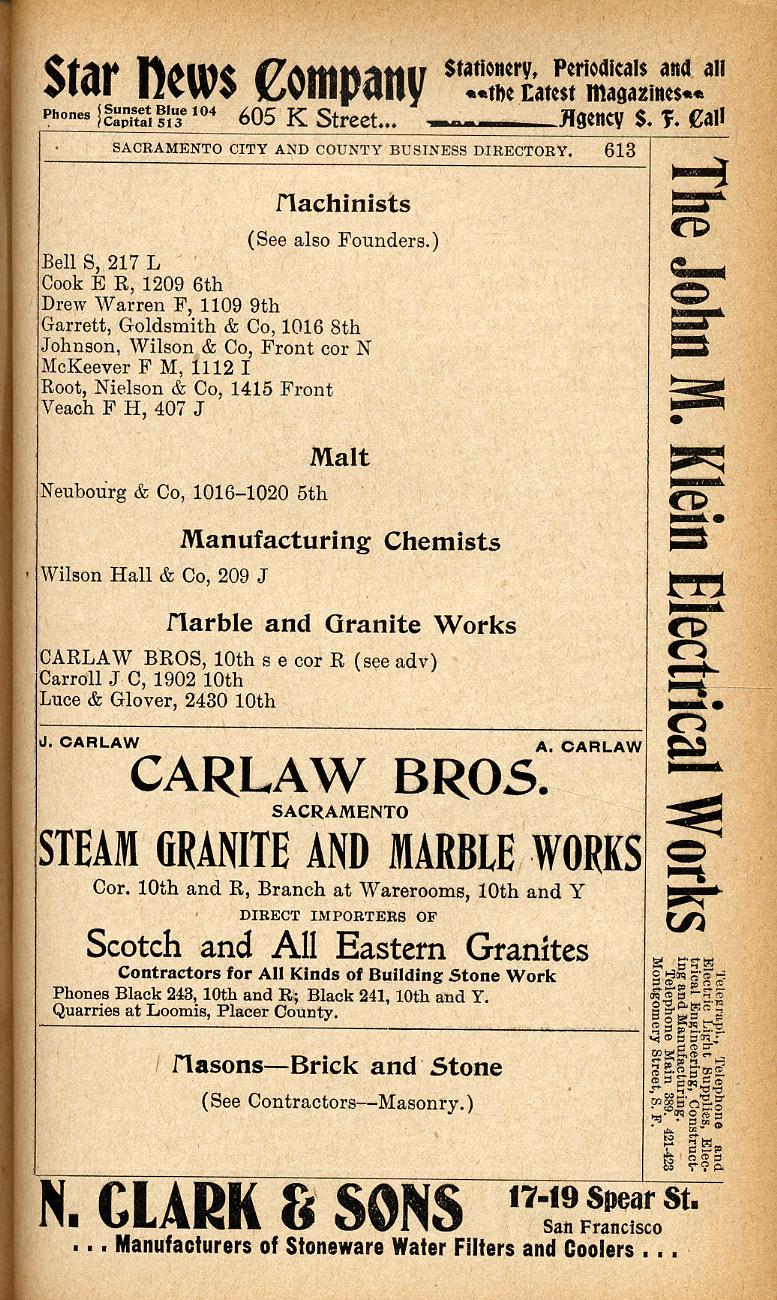 Star News Company
Stationery, Periodicals and all
the Latest Magazines
Phones {Sunset Blue 104
Capital 513
605 K Street...
Agency S. F. Call
SACRAMENTO CITY AND COUNTY BUSINESS DIRECTORY. 613
Machinists
(See also Founders.)
Bell S, 217 L
Cook E R, 1209 6th
Drew Warren F, 1109 9th
Garrett, Goldsmith & Co, 1016 8th
Johnson, Wilson & Co, Front cor N
McKeever F M, 1112 I
Root, Nielson & Co, 1415 Front
Veach F H, 407 J
Malt
Neubourg & Co, 1016–1020 5th
Manufacturing Chemists
Wilson Hall & Co, 209 J
Marble and Granite Works
CARLAW BROS, 10th s e cor R (see adv)
Carroll J C, 1902 10th
Luce & Glover, 2430 10th
J. CARLAW
A. CARLAW
CARLAW BROS.
SACRAMENTO
STEAM GRANITE AND MARBLE WORKS
Cor. 10th and R, Branch at Warerooms, 10th and Y
DIRECT IMPORTERS OF
Scotch and All Eastern Granites
Contractors for All Kinds of Building Stone Work
Phones Black 243, 10th and R; Black 241, 10th and Y.
Quarries at Loomis, Placer County.
Masons—Brick and Stone
(See Contractors—Masonry.)
The John M. Klein Electrical Works
Telegraph, Telephone and
Electric Light Supplies, Elec-
trical Engineering, Construct-
ing and Manufacturing.
Telephone Main 389. 421-423
Montgomery Street, S. F.
N. CLARK & SONS
17-19 Spear St.
San Francisco
. . . Manufacturers of Stoneware Water Filters and Coolers . . .